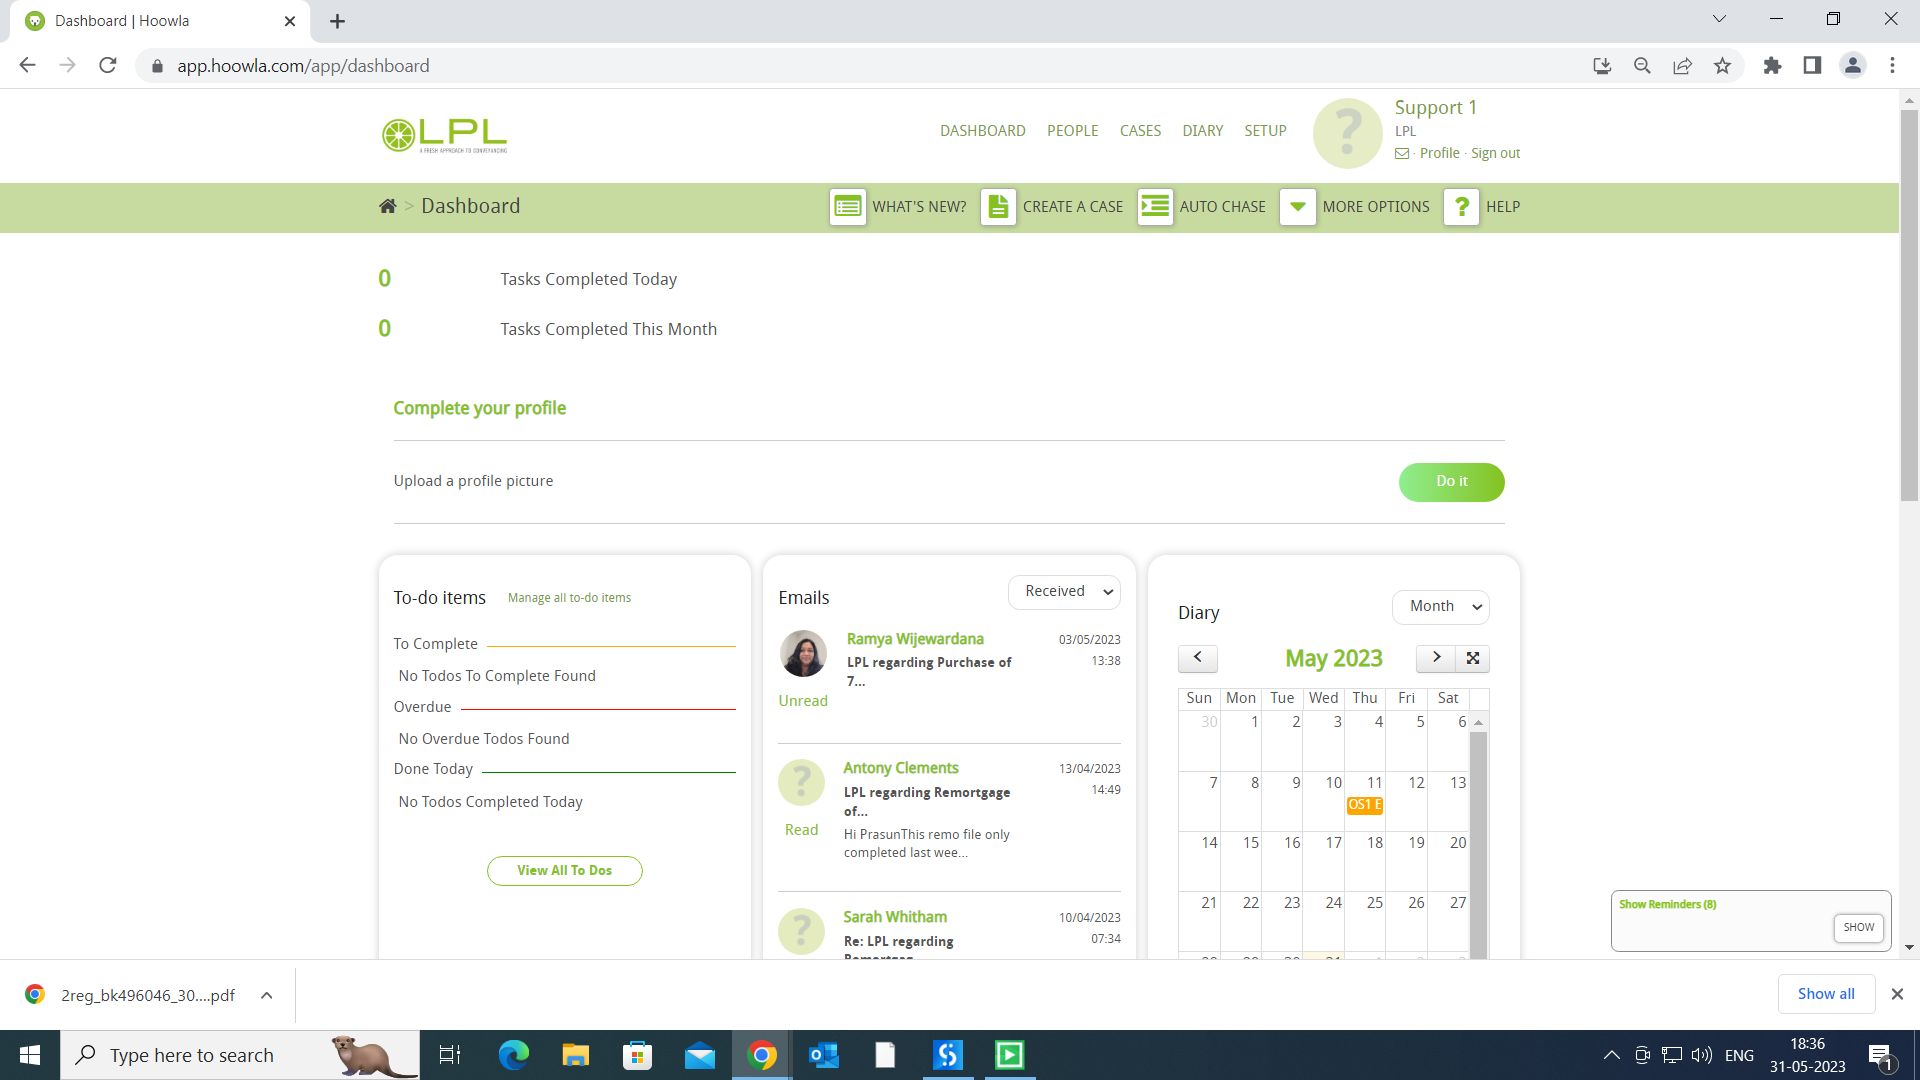 Dashboard | Hoowla
app.hoowla.com/app/dashboard
LPL
A FRESH APPROACH TO CONVEYANCING
DASHBOARD PEOPLE CASES DIARY SETUP
?
Support 1
LPL
· Profile · Sign out
> Dashboard
WHAT'S NEW? CREATE A CASE AUTO CHASE MORE OPTIONS ? HELP
0 Tasks Completed Today
0 Tasks Completed This Month
Complete your profile
Upload a profile picture
Do it
To-do items Manage all to-do items
To Complete
No Todos To Complete Found
Overdue
No Overdue Todos Found
Done Today
No Todos Completed Today
View All To Dos
Emails
Received
Ramya Wijewardana
03/05/2023
13:38
LPL regarding Purchase of
7...
Unread
?
Antony Clements
13/04/2023
14:49
LPL regarding Remortgage
of...
Read
Hi PrasunThis remo file only
completed last wee...
?
Sarah Whitham
10/04/2023
07:34
Re: LPL regarding
Remortgag...
Diary
Month
May 2023
Sun Mon Tue Wed Thu Fri Sat
30 1 2 3 4 5 6
7 8 9 10 11 12 13
OS1 E
14 15 16 17 18 19 20
21 22 23 24 25 26 27
28 29 30 31 1 2 3
Show Reminders (8)
SHOW
2reg_bk496046_30....pdf
Show all
Type here to search
ENG
18:36
31-05-2023
1